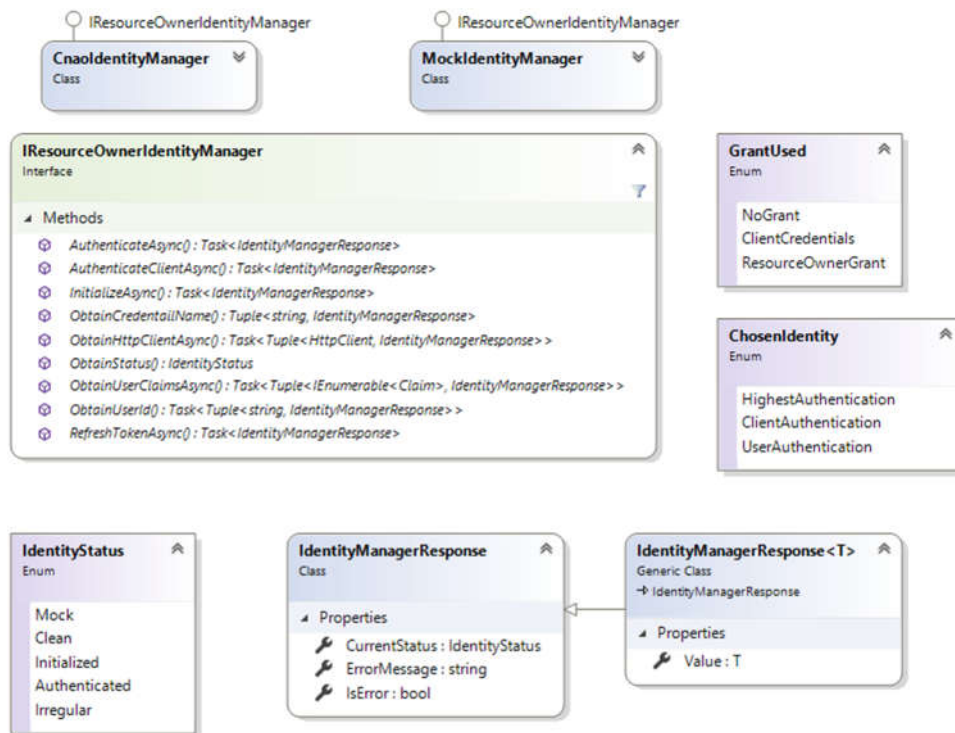 IResourceOwnerIdentityManager
CnaoIdentityManager
Class
IResourceOwnerIdentityManager
MockIdentityManager
Class
IResourceOwnerIdentityManager
Interface
Methods
AuthenticateAsync() : Task<IdentityManagerResponse>
AuthenticateClientAsync() : Task<IdentityManagerResponse>
InitializeAsync() : Task<IdentityManagerResponse>
ObtainCredentailName() : Tuple<string, IdentityManagerResponse>
ObtainHttpClientAsync() : Task<Tuple<HttpClient, IdentityManagerResponse>>
ObtainStatus() : IdentityStatus
ObtainUserClaimsAsync() : Task<Tuple<IEnumerable<Claim>, IdentityManagerResponse>>
ObtainUserId() : Task<Tuple<string, IdentityManagerResponse>>
RefreshTokenAsync() : Task<IdentityManagerResponse>
GrantUsed
Enum
NoGrant
ClientCredentials
ResourceOwnerGrant
ChosenIdentity
Enum
HighestAuthentication
ClientAuthentication
UserAuthentication
IdentityStatus
Enum
Mock
Clean
Initialized
Authenticated
Irregular
IdentityManagerResponse
Class
Properties
CurrentStatus : IdentityStatus
ErrorMessage : string
IsError : bool
IdentityManagerResponse<T>
Generic Class
IdentityManagerResponse
Properties
Value : T